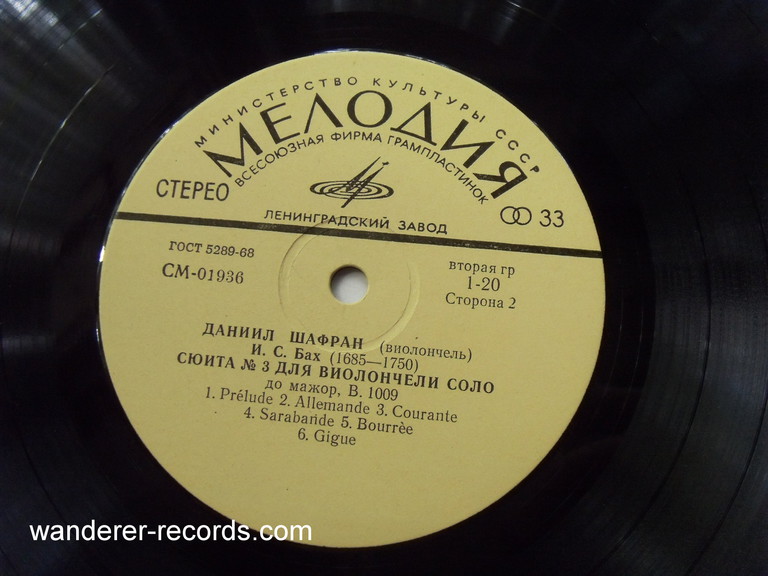 МИНИСТЕРСТВО КУЛЬТУРЫ СССР
МЕЛОДИЯ
ВСЕСОЮЗНАЯ ФИРМА ГРАМПЛАСТИНОК
СТЕРЕО
33
ЛЕНИНГРАДСКИЙ ЗАВОД
ГОСТ 5289-68
СМ-01936
вторая гр
1-20
Сторона 2
ДАНИИЛ ШАФРАН (виолончель)
И. С. Бах (1685—1750)
СЮИТА № 3 ДЛЯ ВИОЛОНЧЕЛИ СОЛО
до мажор, В. 1009
1. Prélude 2. Allemande 3. Courante
4. Sarabande 5. Bourrèe
6. Gigue
wanderer-records.com